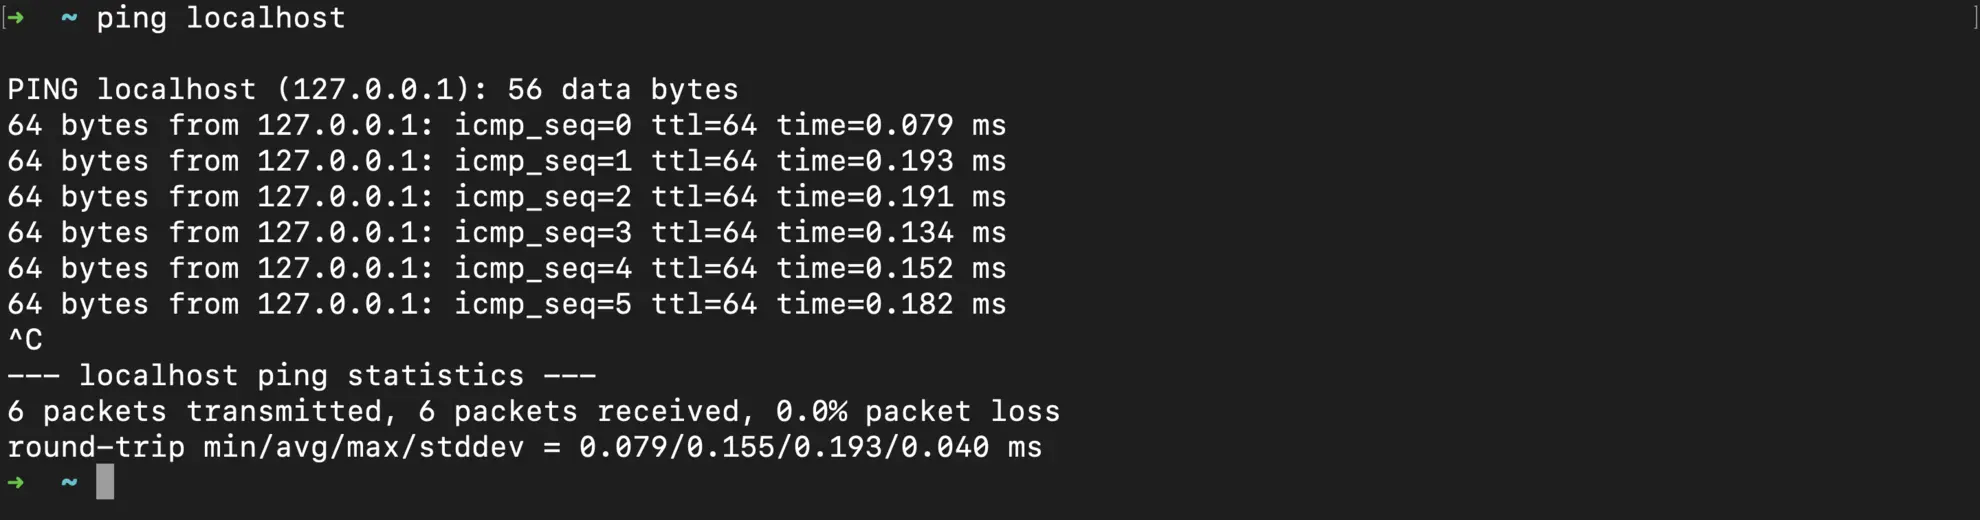 [➜  ~ ping localhost ]
PING localhost (127.0.0.1): 56 data bytes
64 bytes from 127.0.0.1: icmp_seq=0 ttl=64 time=0.079 ms
64 bytes from 127.0.0.1: icmp_seq=1 ttl=64 time=0.193 ms
64 bytes from 127.0.0.1: icmp_seq=2 ttl=64 time=0.191 ms
64 bytes from 127.0.0.1: icmp_seq=3 ttl=64 time=0.134 ms
64 bytes from 127.0.0.1: icmp_seq=4 ttl=64 time=0.152 ms
64 bytes from 127.0.0.1: icmp_seq=5 ttl=64 time=0.182 ms
^C
--- localhost ping statistics ---
6 packets transmitted, 6 packets received, 0.0% packet loss
round-trip min/avg/max/stddev = 0.079/0.155/0.193/0.040 ms
➜  ~